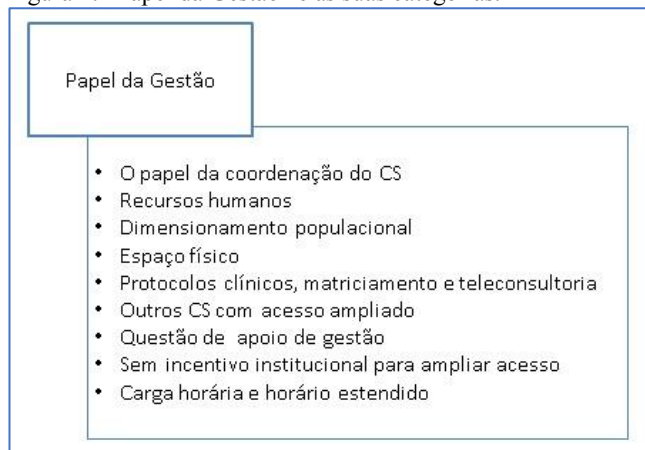 Papel da Gestão
• O papel da coordenação do CS
• Recursos humanos
• Dimensionamento populacional
• Espaço físico
• Protocolos clínicos, matriciamento e teleconsultoria
• Outros CS com acesso ampliado
• Questão de apoio de gestão
• Sem incentivo institucional para ampliar acesso
• Carga horária e horário estendido